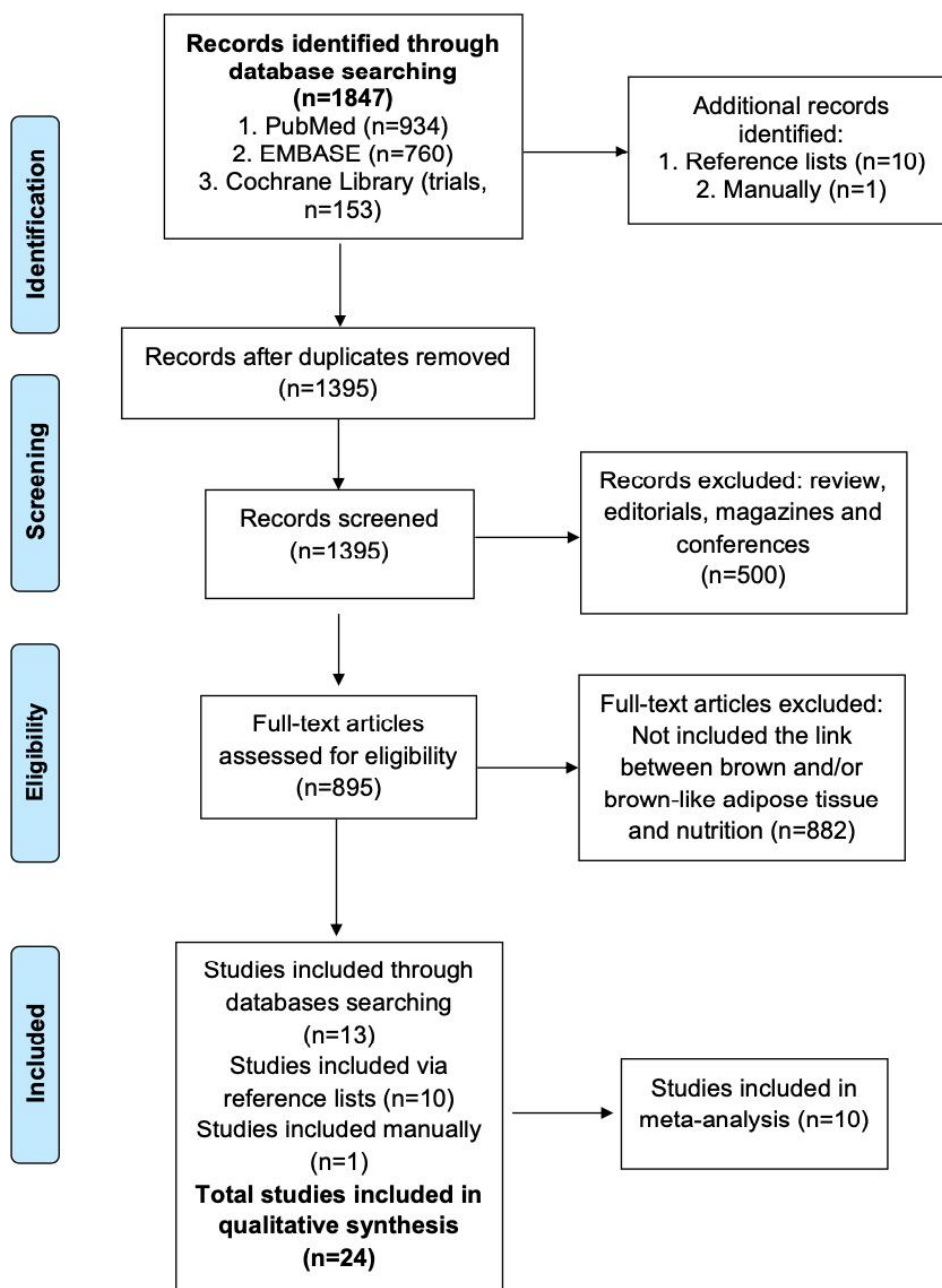 Records identified through
database searching
(n=1847)
1. PubMed (n=934)
2. EMBASE (n=760)
3. Cochrane Library (trials,
n=153)
Additional records
identified:
1. Reference lists (n=10)
2. Manually (n=1)
Identification
Records after duplicates removed
(n=1395)
Screening
Records screened
(n=1395)
Records excluded: review,
editorials, magazines and
conferences
(n=500)
Eligibility
Full-text articles
assessed for eligibility
(n=895)
Full-text articles excluded:
Not included the link
between brown and/or
brown-like adipose tissue
and nutrition (n=882)
Included
Studies included through
databases searching
(n=13)
Studies included via
reference lists (n=10)
Studies included manually
(n=1)
Total studies included in
qualitative synthesis
(n=24)
Studies included in
meta-analysis (n=10)